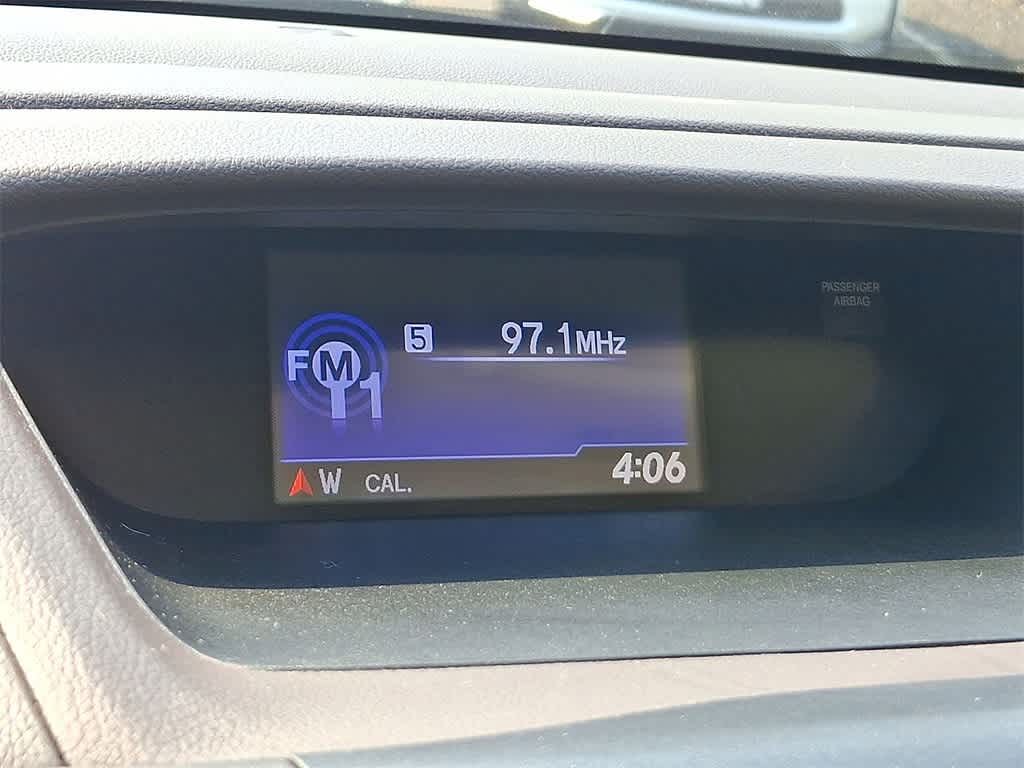 PASSENGER
AIRBAG
FM1
5 97.1MHz
W CAL. 4:06